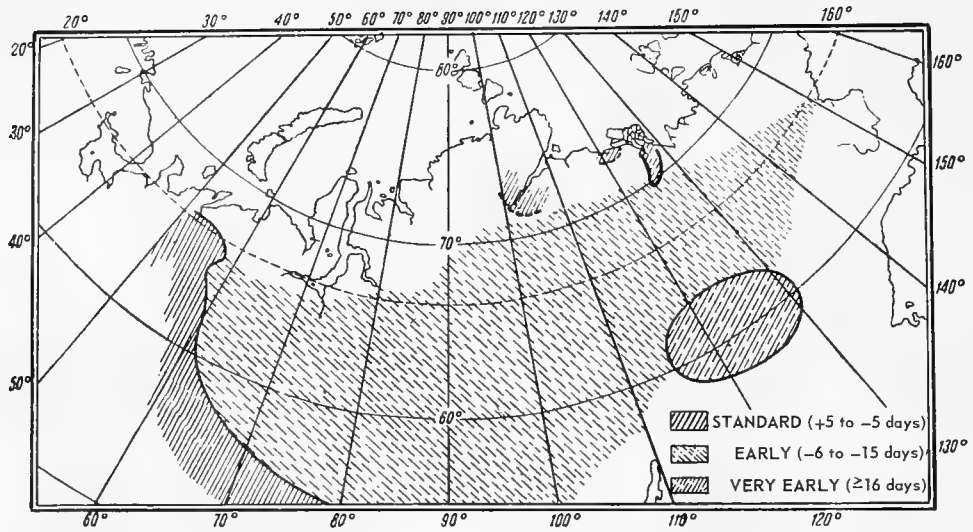 20° 30° 40° 50° 60° 70° 80° 90° 100° 110° 120° 130° 140° 150° 160°
20° 80° 160°
30° 150°
40° 70° 140°
50° 60° 130°
STANDARD (+5 to -5 days)
EARLY (-6 to -15 days)
VERY EARLY (≥16 days)
60° 70° 80° 90° 100° 110° 120°